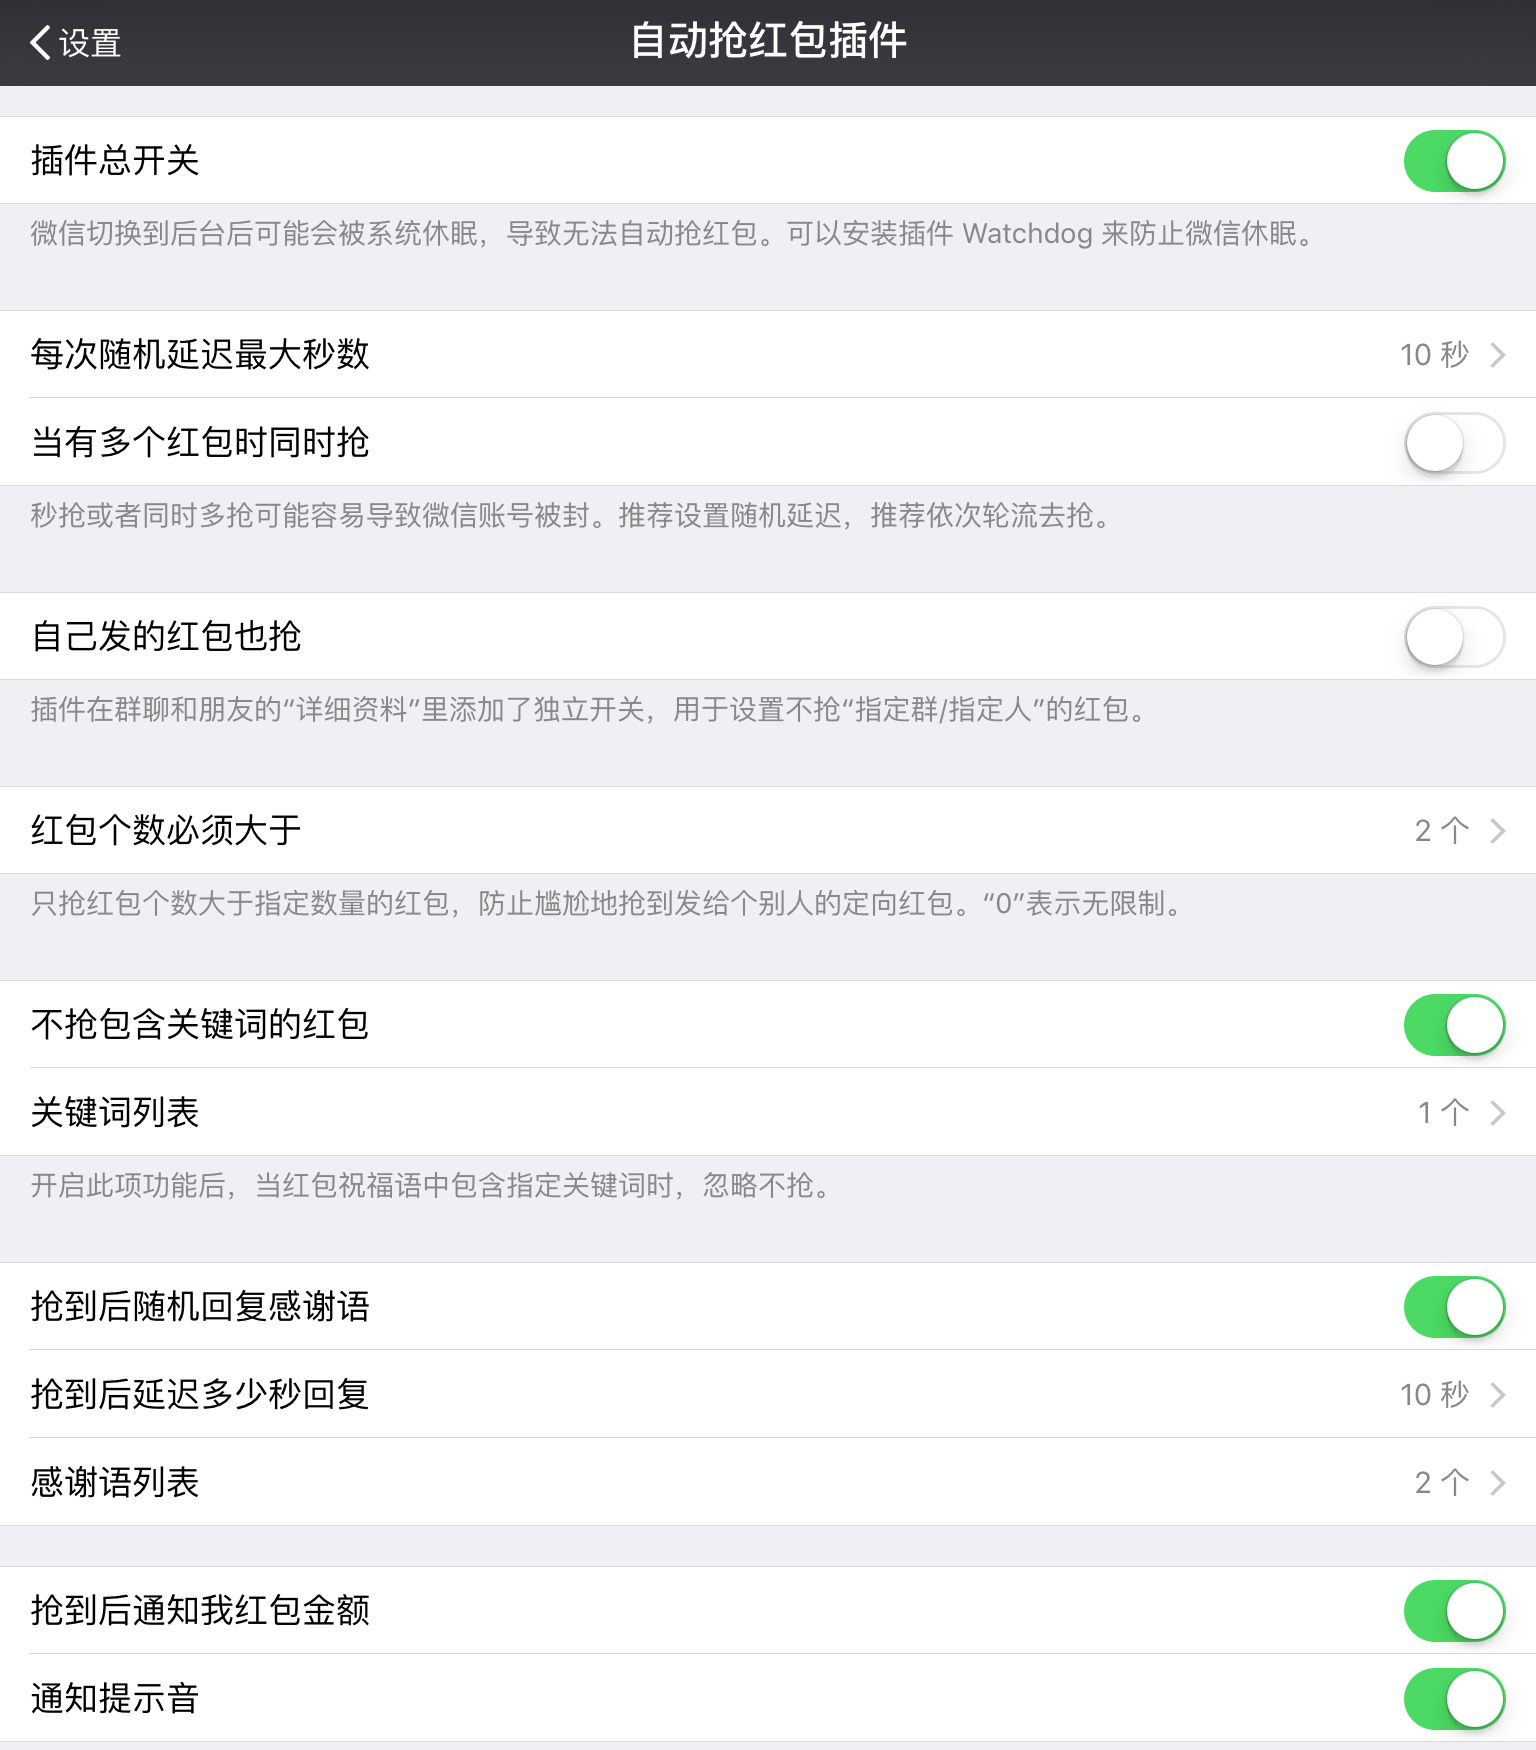 设置
自动抢红包插件
插件总开关
微信切换到后台后可能会被系统休眠，导致无法自动抢红包。可以安装插件 Watchdog 来防止微信休眠。
每次随机延迟最大秒数
10 秒
当有多个红包时同时抢
秒抢或者同时多抢可能容易导致微信账号被封。推荐设置随机延迟，推荐依次轮流去抢。
自己发的红包也抢
插件在群聊和朋友的“详细资料”里添加了独立开关，用于设置不抢“指定群/指定人”的红包。
红包个数必须大于
2 个
只抢红包个数大于指定数量的红包，防止尴尬地抢到发给个别人的定向红包。“0”表示无限制。
不抢包含关键词的红包
关键词列表
1 个
开启此项功能后，当红包祝福语中包含指定关键词时，忽略不抢。
抢到后随机回复感谢语
抢到后延迟多少秒回复
10 秒
感谢语列表
2 个
抢到后通知我红包金额
通知提示音